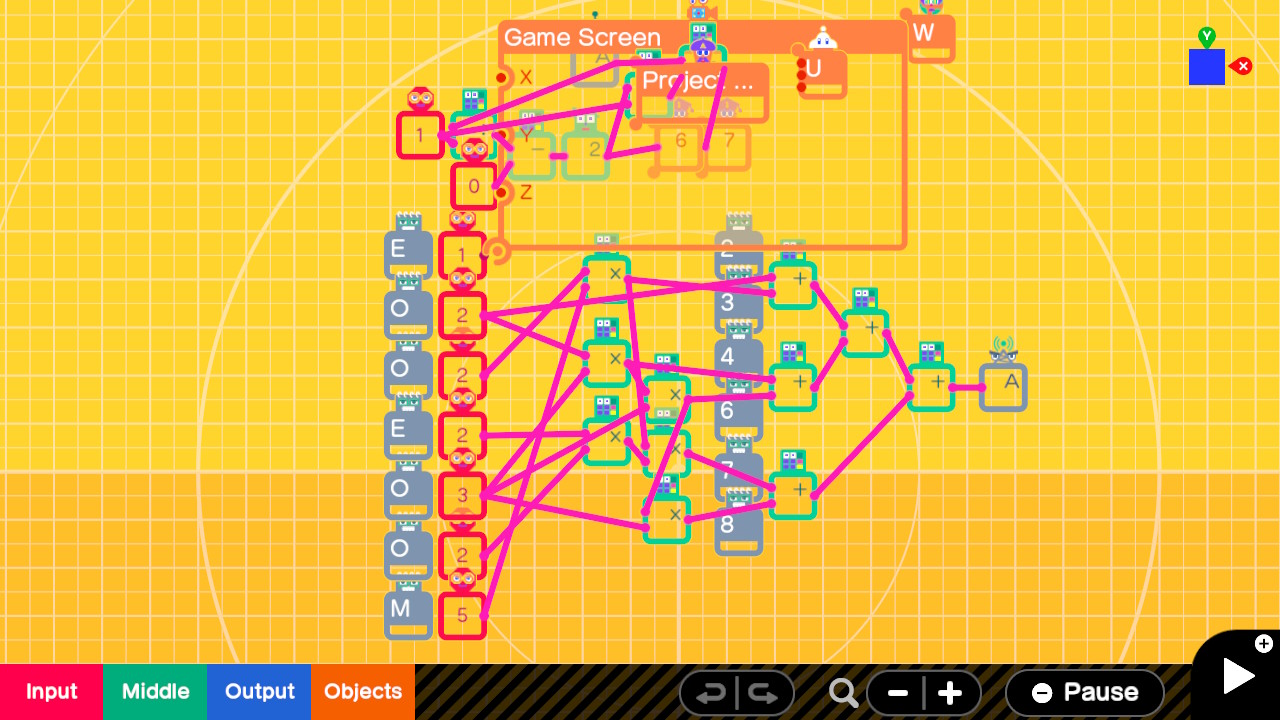 W
Game Screen
A
U
X
Project ...
1
Y
-
2
6
7
0
Z
E
1
2
×
+
O
2
3
+
O
2
×
4
+
+
A
×
E
2
×
6
×
7
O
3
+
×
8
O
2
M
5
Y
X
Input
Middle
Output
Objects
Pause